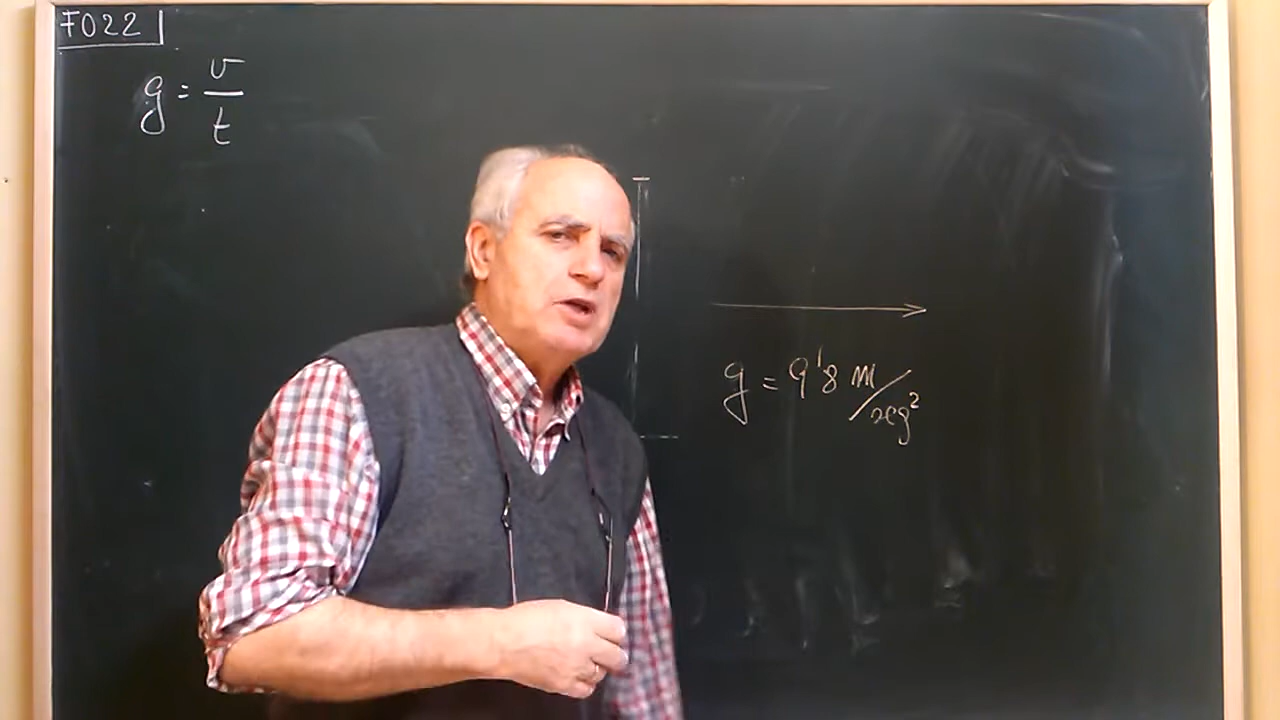 F022
g = v/t
g = 9'8 m/seg²